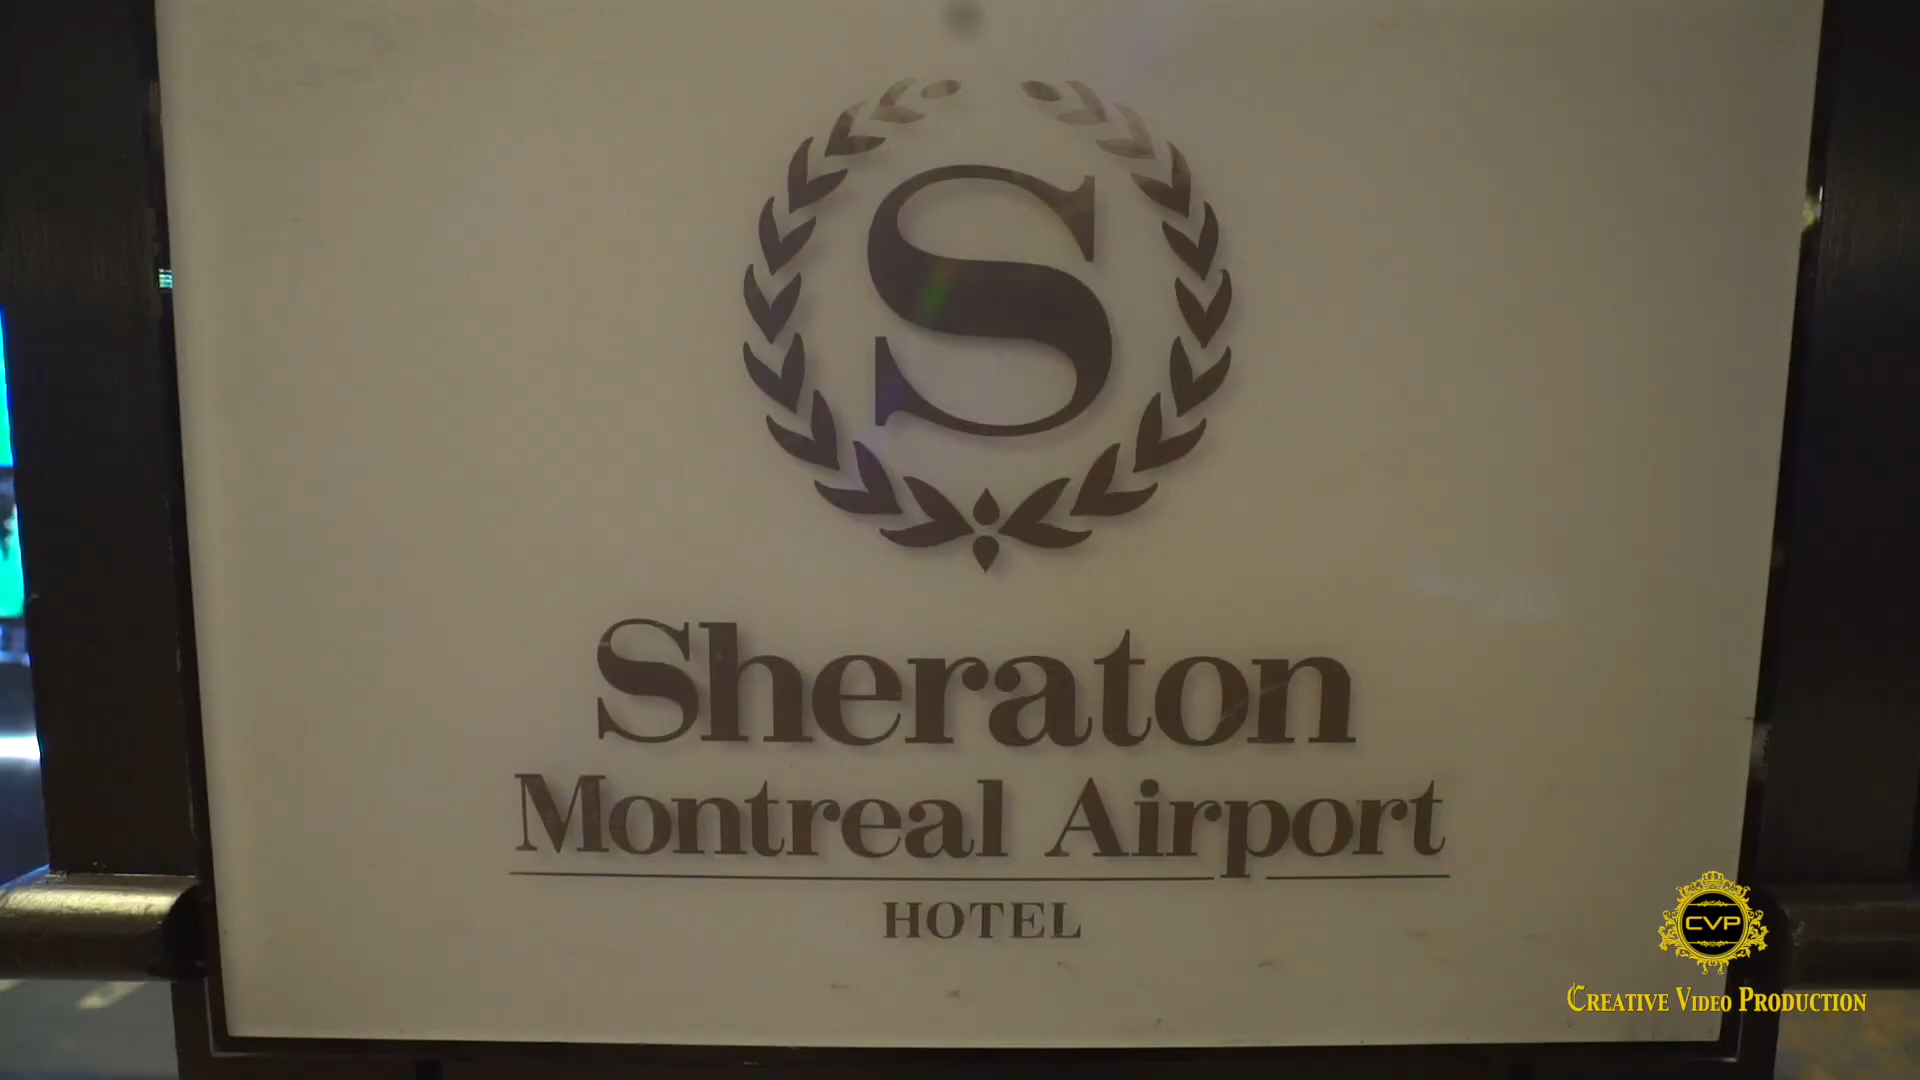 S
Sheraton
Montreal Airport
HOTEL
CVP
Creative Video Production